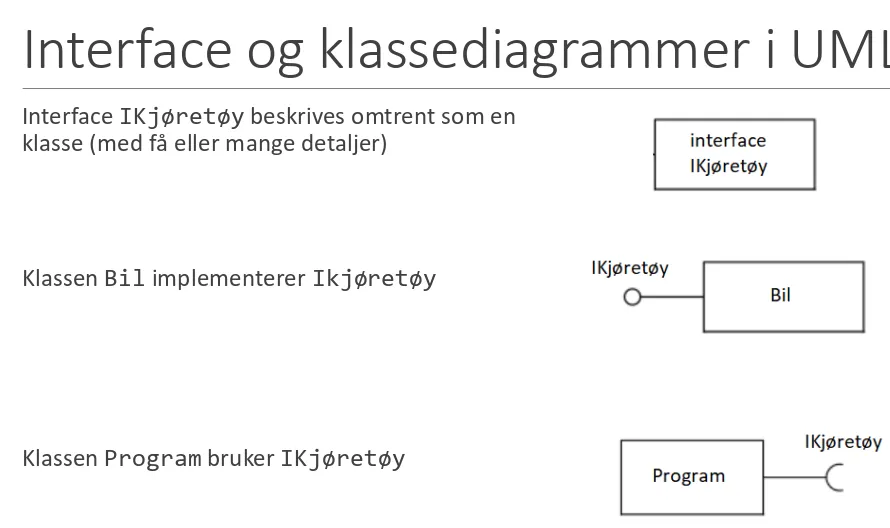 Interface og klassediagrammer i UML
Interface IKjøretøy beskrives omtrent som en
klasse (med få eller mange detaljer)
interface
IKjøretøy
Klassen Bil implementerer Ikjøretøy
IKjøretøy
Bil
Klassen Program bruker IKjøretøy
IKjøretøy
Program